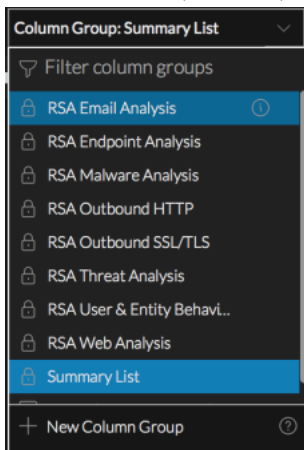 Column Group: Summary List
Filter column groups
RSA Email Analysis
RSA Endpoint Analysis
RSA Malware Analysis
RSA Outbound HTTP
RSA Outbound SSL/TLS
RSA Threat Analysis
RSA User & Entity Behavi...
RSA Web Analysis
Summary List
New Column Group